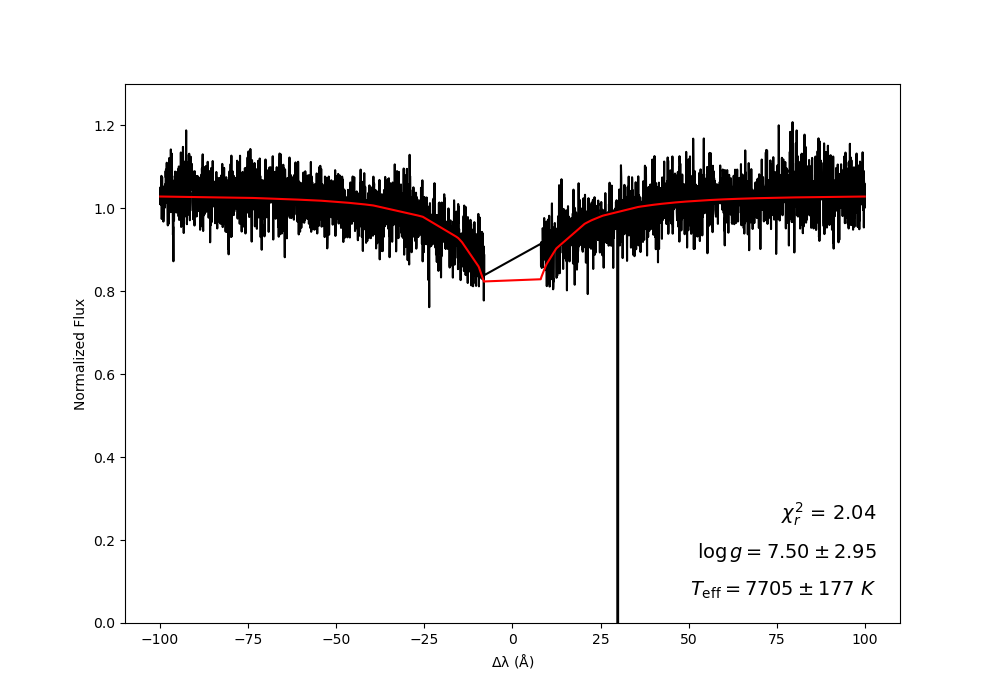 1.2
1.0
0.8
0.6
0.4
0.2
0.0
Normalized Flux
χ²ᵣ = 2.04
log g = 7.50 ± 2.95
T_eff = 7705 ± 177 K
−100 −75 −50 −25 0 25 50 75 100
Δλ (Å)